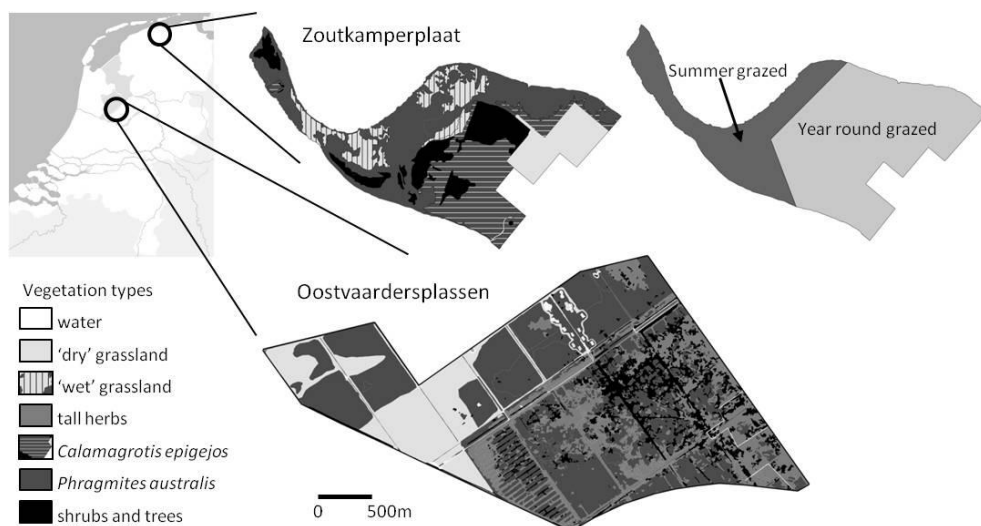 Zoutkamperplaat
Summer grazed
Year round grazed
Oostvaardersplassen
Vegetation types
water
‘dry’ grassland
‘wet’ grassland
tall herbs
Calamagrotis epigejos
Phragmites australis
shrubs and trees
0 500m